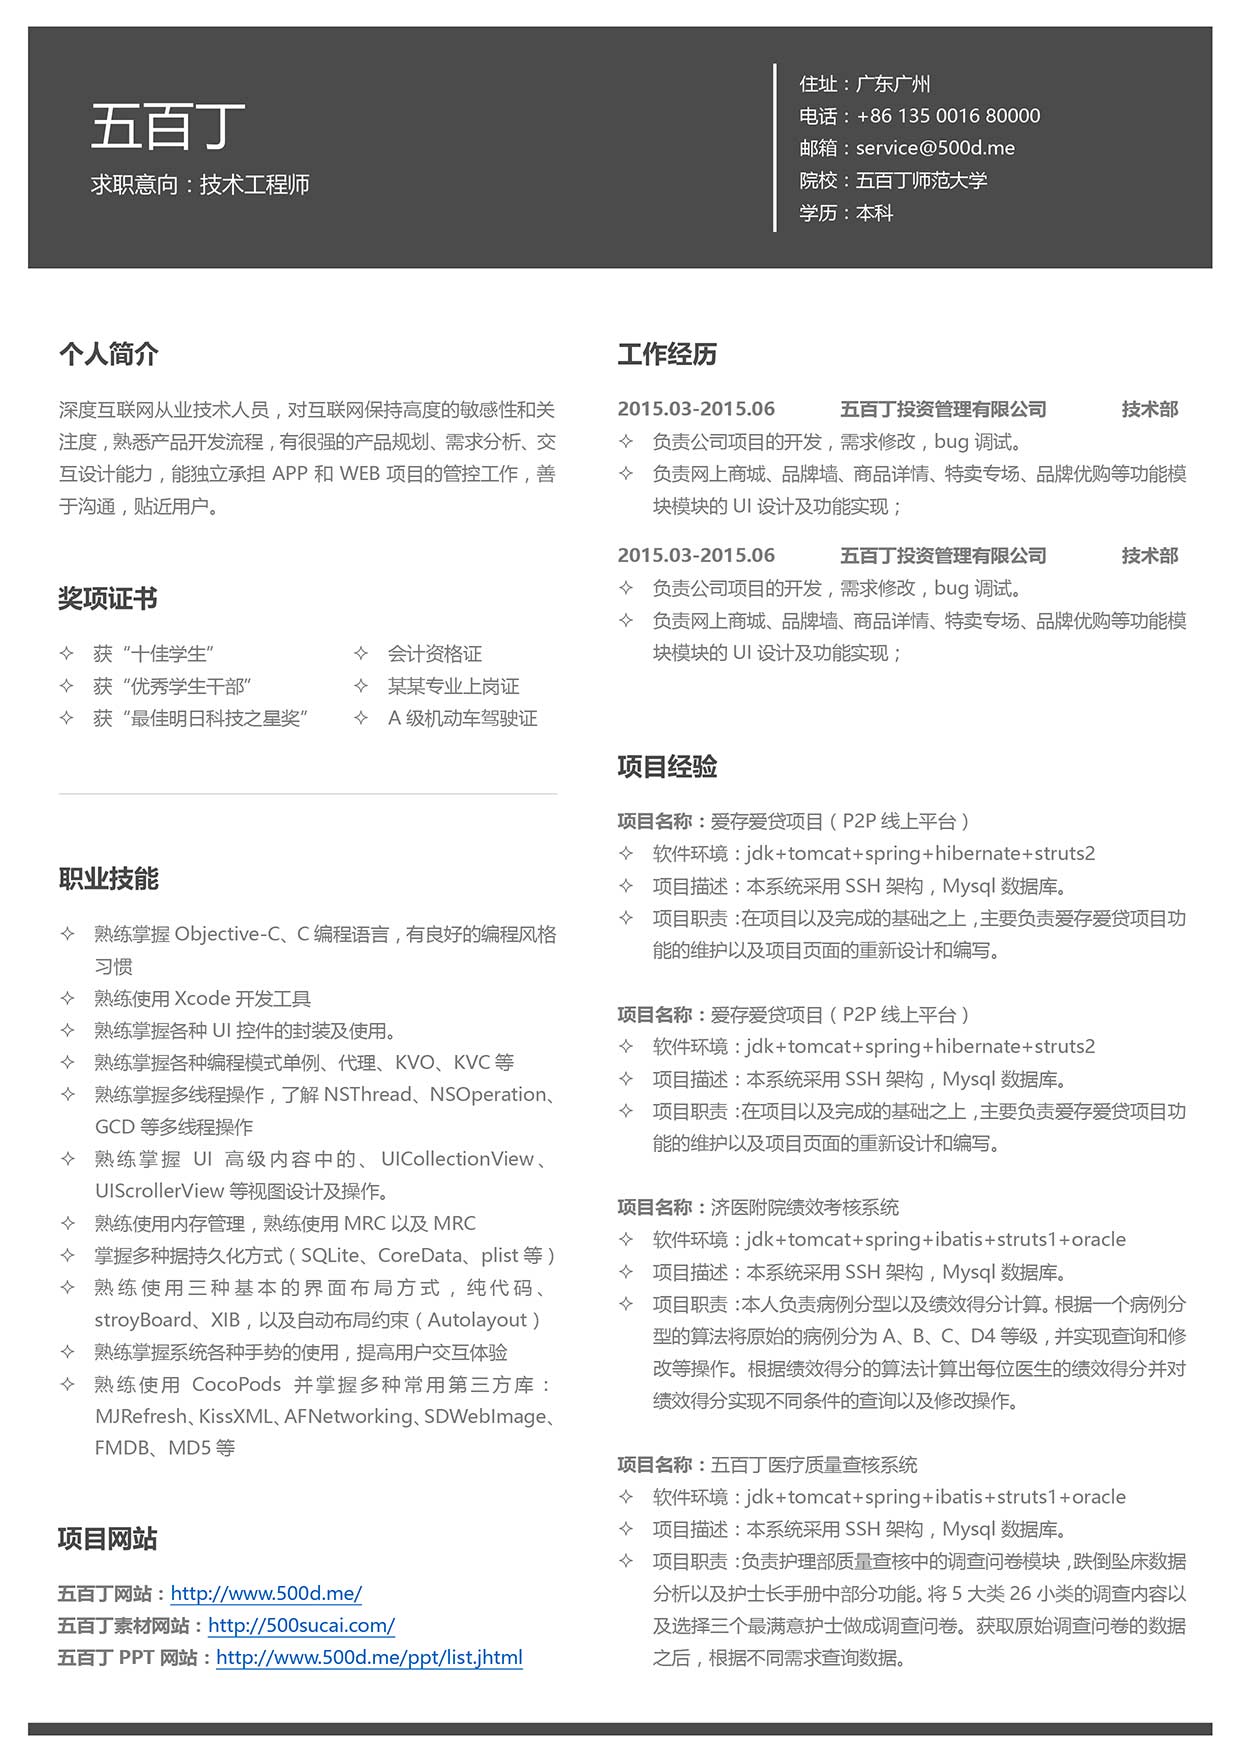 五百丁
求职意向：技术工程师
住址：广东广州
电话：+86 135 0016 80000
邮箱：service@500d.me
院校：五百丁师范大学
学历：本科
个人简介
深度互联网从业技术人员，对互联网保持高度的敏感性和关
注度，熟悉产品开发流程，有很强的产品规划、需求分析、交
互设计能力，能独立承担 APP 和 WEB 项目的管控工作，善
于沟通，贴近用户。
奖项证书
✧ 获“十佳学生”
✧ 获“优秀学生干部”
✧ 获“最佳明日科技之星奖”
✧ 会计资格证
✧ 某某专业上岗证
✧ A 级机动车驾驶证
职业技能
✧ 熟练掌握 Objective-C、C 编程语言，有良好的编程风格
习惯
✧ 熟练使用 Xcode 开发工具
✧ 熟练掌握各种 UI 控件的封装及使用。
✧ 熟练掌握各种编程模式单例、代理、KVO、KVC 等
✧ 熟练掌握多线程操作，了解 NSThread、NSOperation、
GCD 等多线程操作
✧ 熟练掌握 UI 高级内容中的、UICollectionView、
UIScrollerView 等视图设计及操作。
✧ 熟练使用内存管理，熟练使用 MRC 以及 MRC
✧ 掌握多种据持久化方式（SQLite、CoreData、plist 等）
✧ 熟练使用三种基本的界面布局方式，纯代码、
stroyBoard、XIB，以及自动布局约束（Autolayout）
✧ 熟练掌握系统各种手势的使用，提高用户交互体验
✧ 熟练使用 CocoPods 并掌握多种常用第三方库：
MJRefresh、KissXML、AFNetworking、SDWebImage、
FMDB、MD5 等
项目网站
五百丁网站：http://www.500d.me/
五百丁素材网站：http://500sucai.com/
五百丁 PPT 网站：http://www.500d.me/ppt/list.jhtml
工作经历
2015.03-2015.06 五百丁投资管理有限公司 技术部
✧ 负责公司项目的开发，需求修改，bug 调试。
✧ 负责网上商城、品牌墙、商品详情、特卖专场、品牌优购等功能模
块模块的 UI 设计及功能实现；
2015.03-2015.06 五百丁投资管理有限公司 技术部
✧ 负责公司项目的开发，需求修改，bug 调试。
✧ 负责网上商城、品牌墙、商品详情、特卖专场、品牌优购等功能模
块模块的 UI 设计及功能实现；
项目经验
项目名称：爱存爱贷项目（P2P 线上平台）
✧ 软件环境：jdk+tomcat+spring+hibernate+struts2
✧ 项目描述：本系统采用 SSH 架构，Mysql 数据库。
✧ 项目职责：在项目以及完成的基础之上，主要负责爱存爱贷项目功
能的维护以及项目页面的重新设计和编写。
项目名称：爱存爱贷项目（P2P 线上平台）
✧ 软件环境：jdk+tomcat+spring+hibernate+struts2
✧ 项目描述：本系统采用 SSH 架构，Mysql 数据库。
✧ 项目职责：在项目以及完成的基础之上，主要负责爱存爱贷项目功
能的维护以及项目页面的重新设计和编写。
项目名称：济医附院绩效考核系统
✧ 软件环境：jdk+tomcat+spring+ibatis+struts1+oracle
✧ 项目描述：本系统采用 SSH 架构，Mysql 数据库。
✧ 项目职责：本人负责病例分型以及绩效得分计算。根据一个病例分
型的算法将原始的病例分为 A、B、C、D4 等级，并实现查询和修
改等操作。根据绩效得分的算法计算出每位医生的绩效得分并对
绩效得分实现不同条件的查询以及修改操作。
项目名称：五百丁医疗质量查核系统
✧ 软件环境：jdk+tomcat+spring+ibatis+struts1+oracle
✧ 项目描述：本系统采用 SSH 架构，Mysql 数据库。
✧ 项目职责：负责护理部质量查核中的调查问卷模块，跌倒坠床数据
分析以及护士长手册中部分功能。将 5 大类 26 小类的调查内容以
及选择三个最满意护士做成调查问卷。获取原始调查问卷的数据
之后，根据不同需求查询数据。